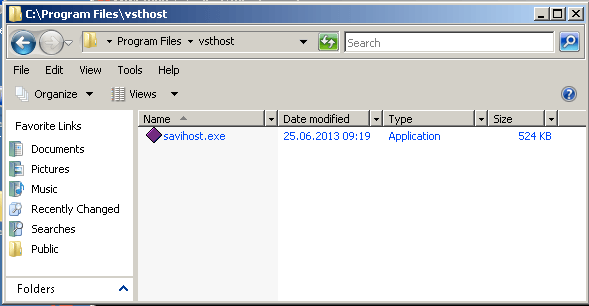 C:\Program Files\vsthost
Program Files vsthost
Search
File Edit View Tools Help
Organize Views
Favorite Links
Documents
Pictures
Music
Recently Changed
Searches
Public
Folders
Name Date modified Type Size
savihost.exe 25.06.2013 09:19 Application 524 KB